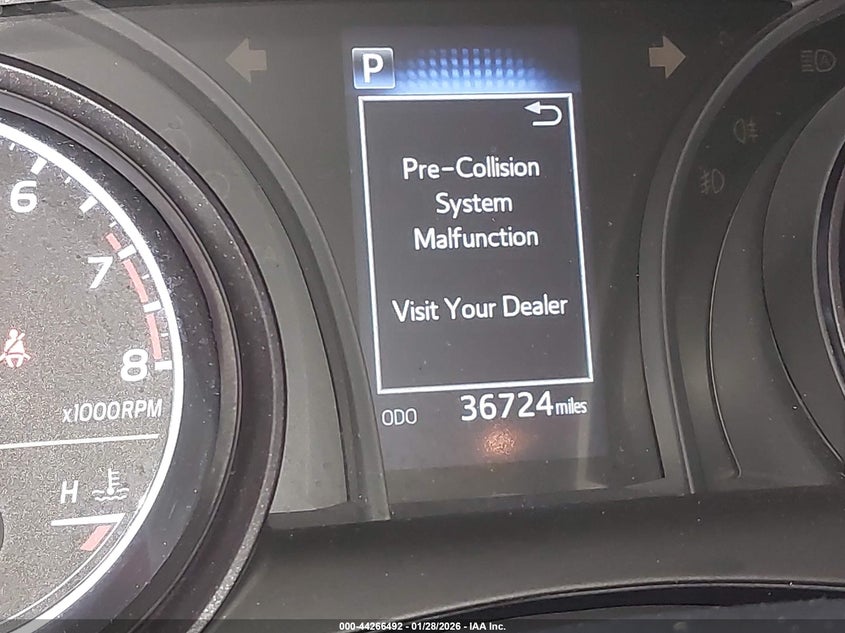 P
Pre-Collision
System
Malfunction
Visit Your Dealer
ODO 36724 miles
6
7
8
x1000RPM
H
000-44266492 - 01/28/2026 - IAA Inc.